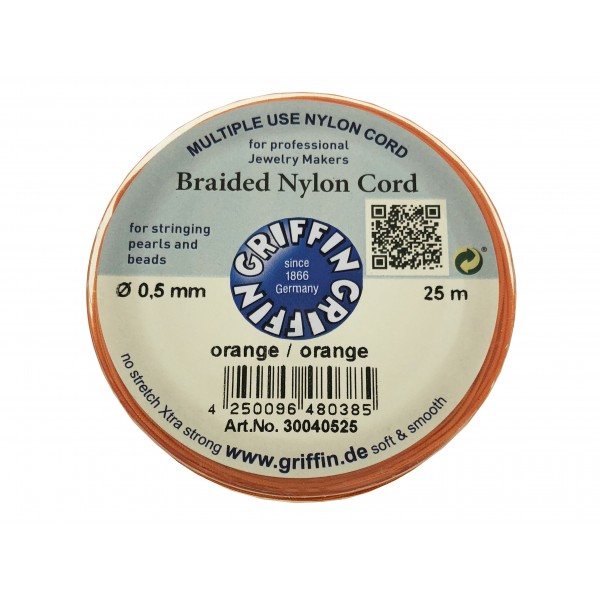 MULTIPLE USE NYLON CORD
for professional
Jewelry Makers
Braided Nylon Cord
for stringing
pearls and
beads
GRIFFIN GRIFFIN
since
1866
Germany
®
Ø 0,5 mm
25 m
orange / orange
4 250096 480385
Art.No. 30040525
no stretch Xtra strong www.griffin.de soft & smooth